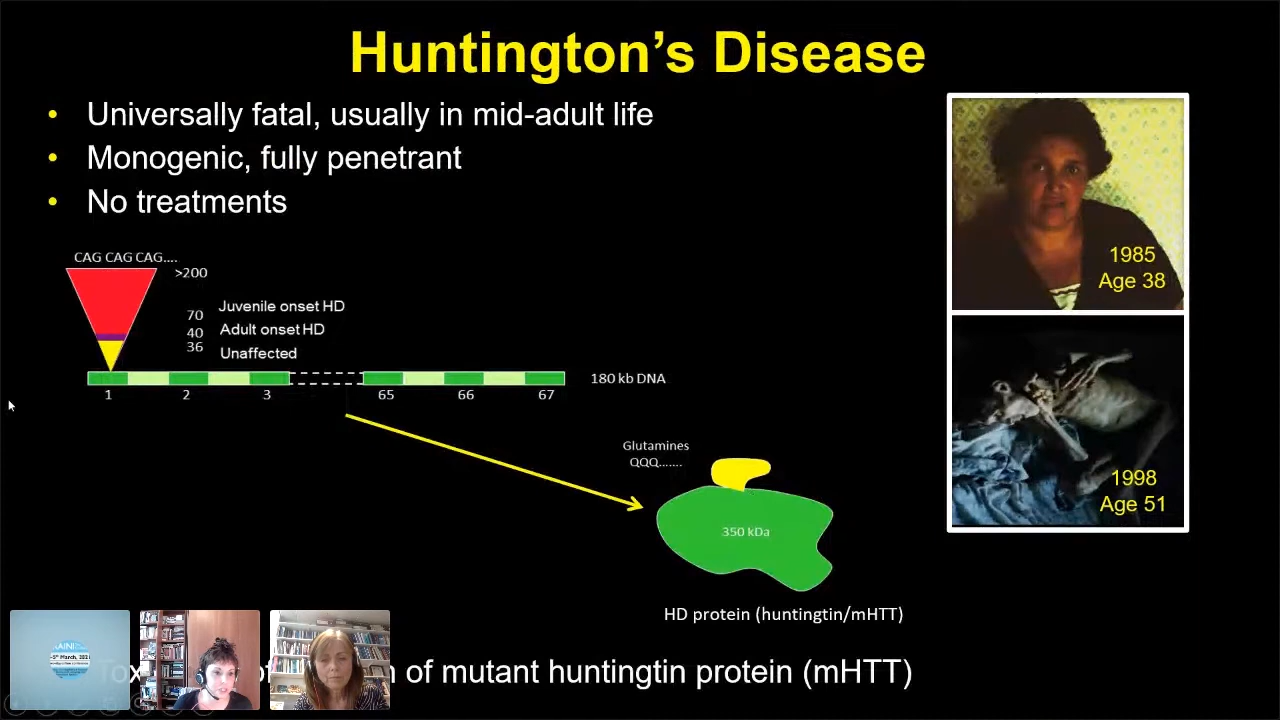 Huntington's Disease
• Universally fatal, usually in mid-adult life
• Monogenic, fully penetrant
• No treatments
CAG CAG CAG....
>200
70 Juvenile onset HD
40 Adult onset HD
36 Unaffected
180 kb DNA
1 2 3 65 66 67
Glutamines
QQQ.......
350 kDa
HD protein (huntingtin/mHTT)
1985
Age 38
1998
Age 51
of mutant huntingtin protein (mHTT)